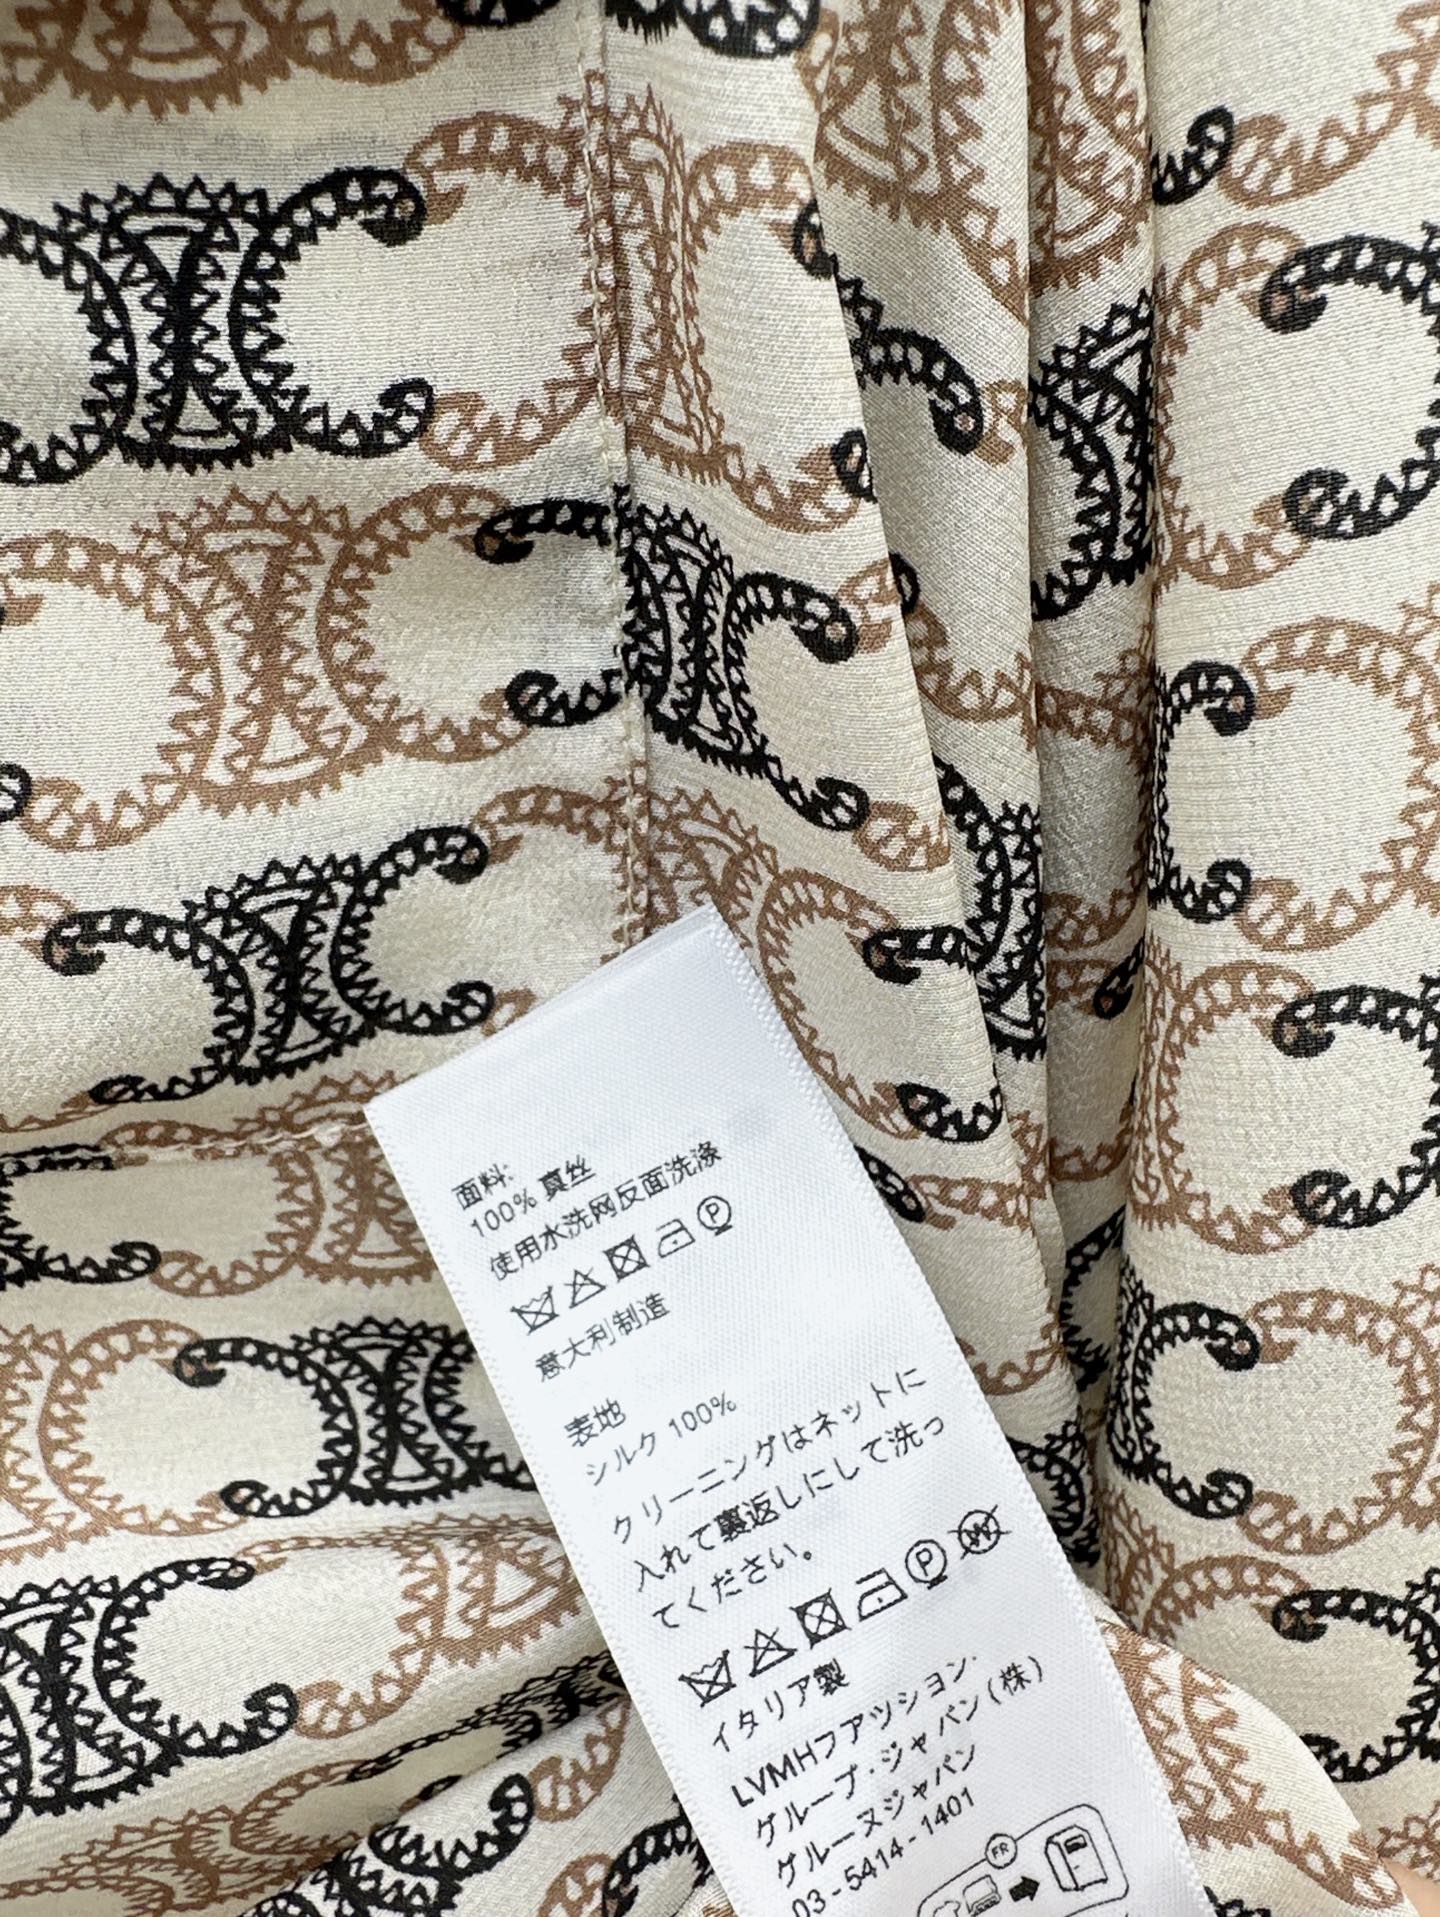 面料:
100% 真丝
使用水洗网反面洗涤
P
意大利制造
表地
シルク 100%
クリーニングはネットに
入れて裏返しにして洗っ
てください。
P
イタリア製
LVMHファッション・
グループ・ジャパン(株)
ゲルーヌジャパン
03-5414-1401
FR